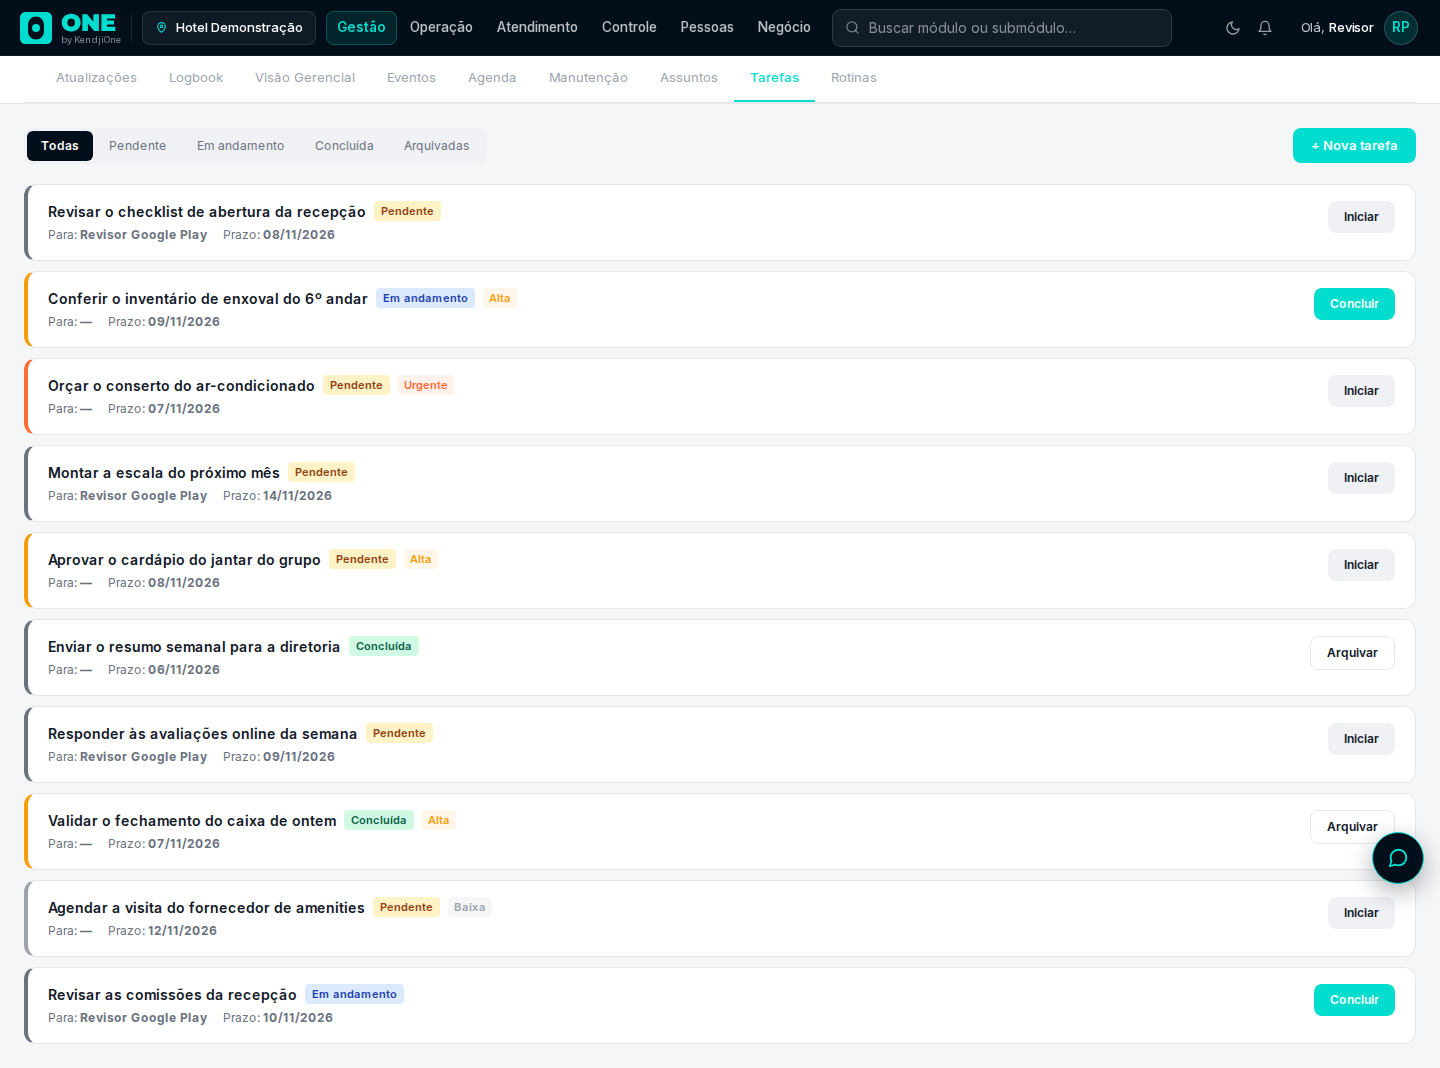 ONE
by KendjiOne
Hotel Demonstração
Gestão
Operação
Atendimento
Controle
Pessoas
Negócio
Buscar módulo ou submódulo...
Olá, Revisor
RP
Atualizações
Logbook
Visão Gerencial
Eventos
Agenda
Manutenção
Assuntos
Tarefas
Rotinas
Todas
Pendente
Em andamento
Concluída
Arquivadas
+ Nova tarefa
Revisar o checklist de abertura da recepção Pendente
Iniciar
Para: Revisor Google Play Prazo: 08/11/2026
Conferir o inventário de enxoval do 6º andar Em andamento Alta
Concluir
Para: — Prazo: 09/11/2026
Orçar o conserto do ar-condicionado Pendente Urgente
Iniciar
Para: — Prazo: 07/11/2026
Montar a escala do próximo mês Pendente
Iniciar
Para: Revisor Google Play Prazo: 14/11/2026
Aprovar o cardápio do jantar do grupo Pendente Alta
Iniciar
Para: — Prazo: 08/11/2026
Enviar o resumo semanal para a diretoria Concluída
Arquivar
Para: — Prazo: 06/11/2026
Responder às avaliações online da semana Pendente
Iniciar
Para: Revisor Google Play Prazo: 09/11/2026
Validar o fechamento do caixa de ontem Concluída Alta
Arquivar
Para: — Prazo: 07/11/2026
Agendar a visita do fornecedor de amenities Pendente Baixa
Iniciar
Para: — Prazo: 12/11/2026
Revisar as comissões da recepção Em andamento
Concluir
Para: Revisor Google Play Prazo: 10/11/2026